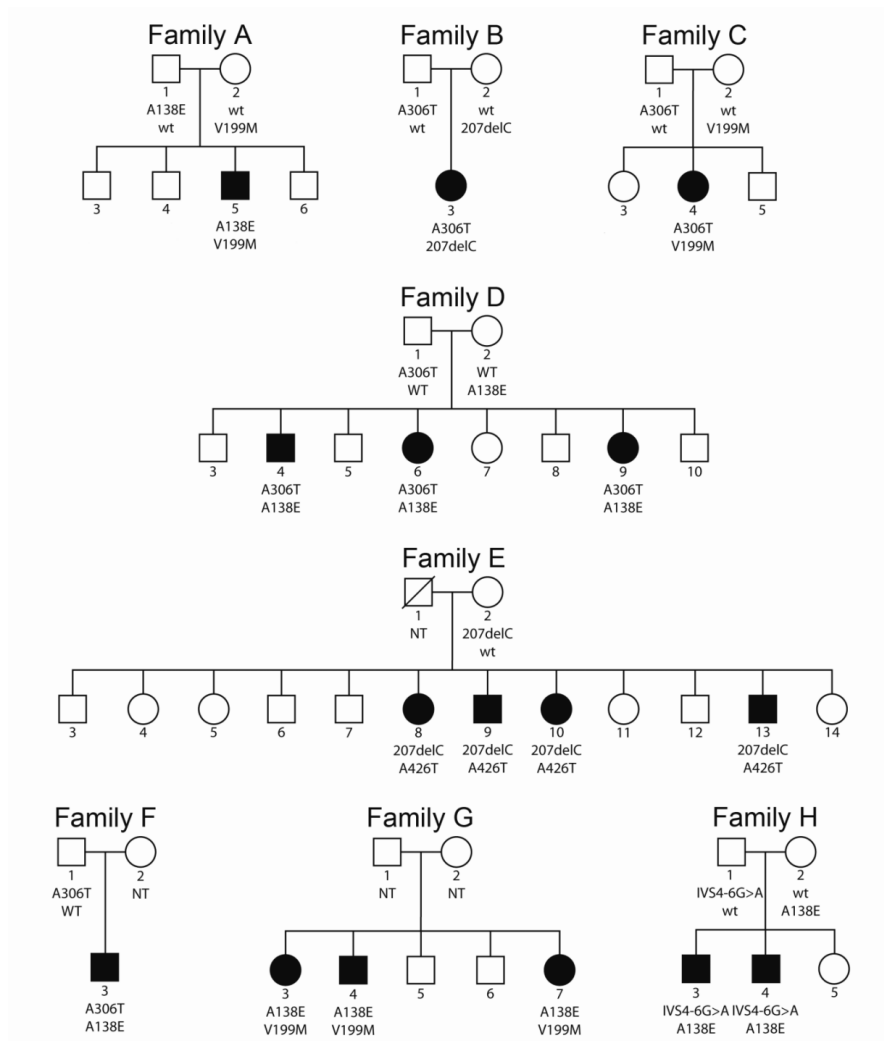 Family A Family B Family C
1 2 1 2 1 2
A138E wt A306T wt A306T wt
wt V199M wt 207delC wt V199M
3 4 5 6 3 3 4 5
A138E V199M
A306T 207delC
A306T V199M
Family D
1 2
A306T WT
WT A138E
3 4 5 6 7 8 9 10
A306T A306T A306T
A138E A138E A138E
Family E
1 2
NT 207delC
wt
3 4 5 6 7 8 9 10 11 12 13 14
207delC 207delC 207delC 207delC
A426T A426T A426T A426T
Family F Family G Family H
1 2 1 2 1 2
A306T NT NT NT IVS4-6G>A wt
WT wt A138E
3 3 4 5 6 7 3 4 5
A306T A138E A138E A138E IVS4-6G>A IVS4-6G>A
A138E V199M V199M V199M A138E A138E